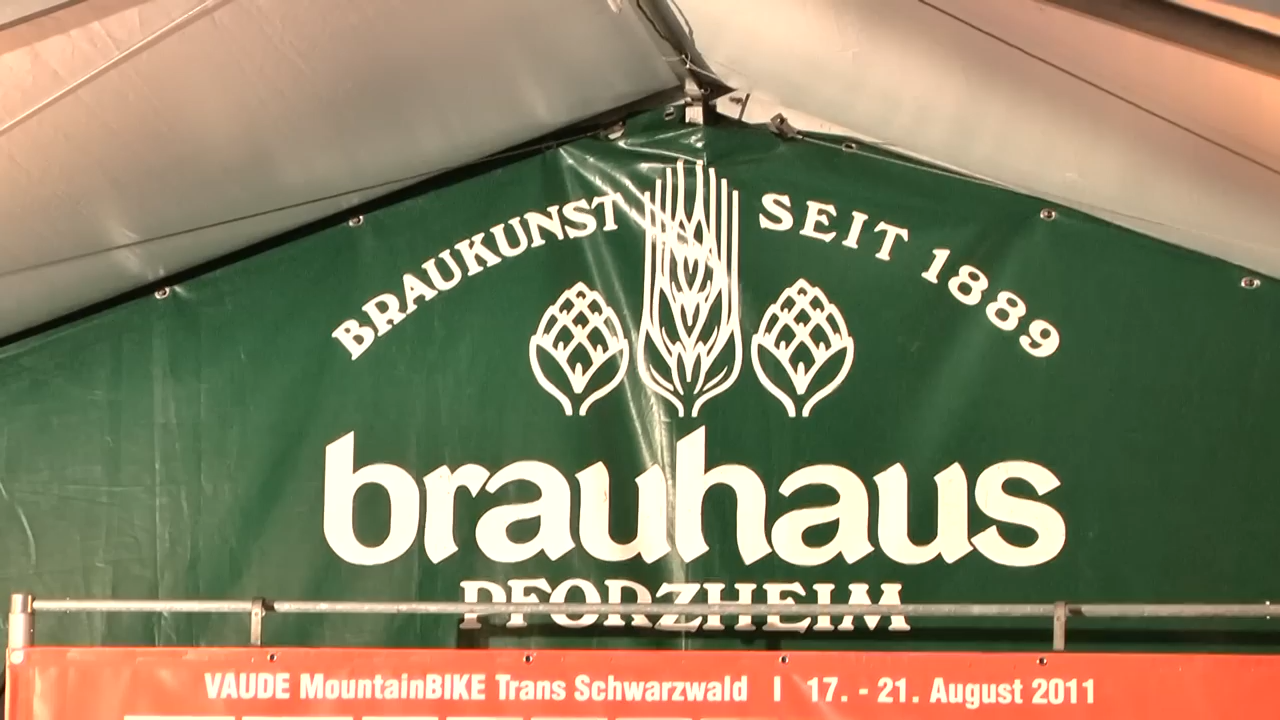 BRAUKUNST SEIT 1889
brauhaus
PFORZHEIM
VAUDE MountainBIKE Trans Schwarzwald | 17. - 21. August 2011